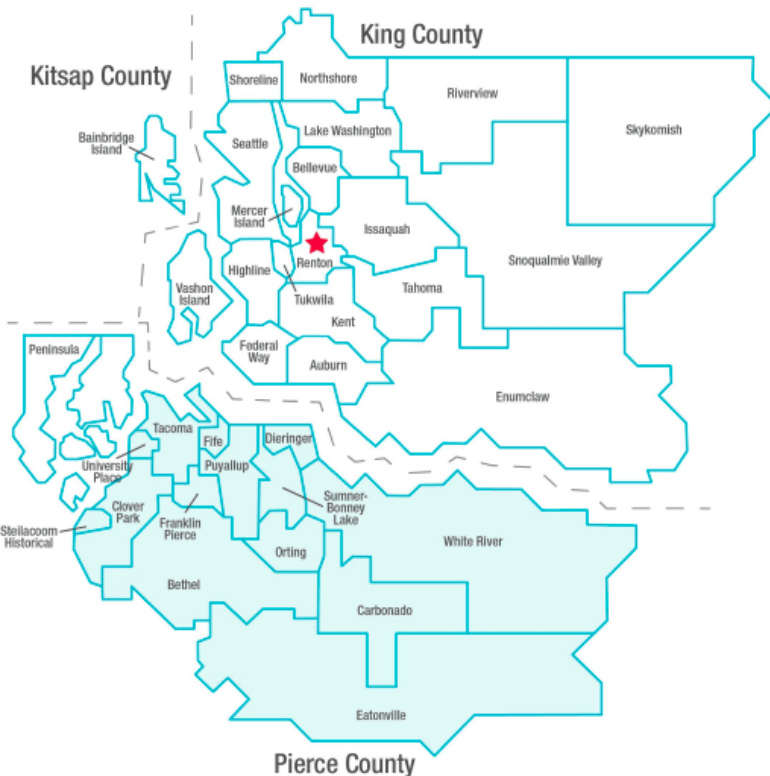 King County
Kitsap County
Shoreline
Northshore
Riverview
Skykomish
Bainbridge
Island
Seattle
Lake Washington
Bellevue
Mercer
Island
Issaquah
Renton
Snoqualmie Valley
Highline
Vashon
Island
Tukwila
Tahoma
Kent
Federal
Way
Auburn
Enumclaw
Peninsula
Tacoma
Fife
Dieringer
University
Place
Puyallup
Clover
Park
Franklin
Pierce
Sumner-
Bonney
Lake
Steilacoom
Historical
White River
Orting
Bethel
Carbonado
Eatonville
Pierce County